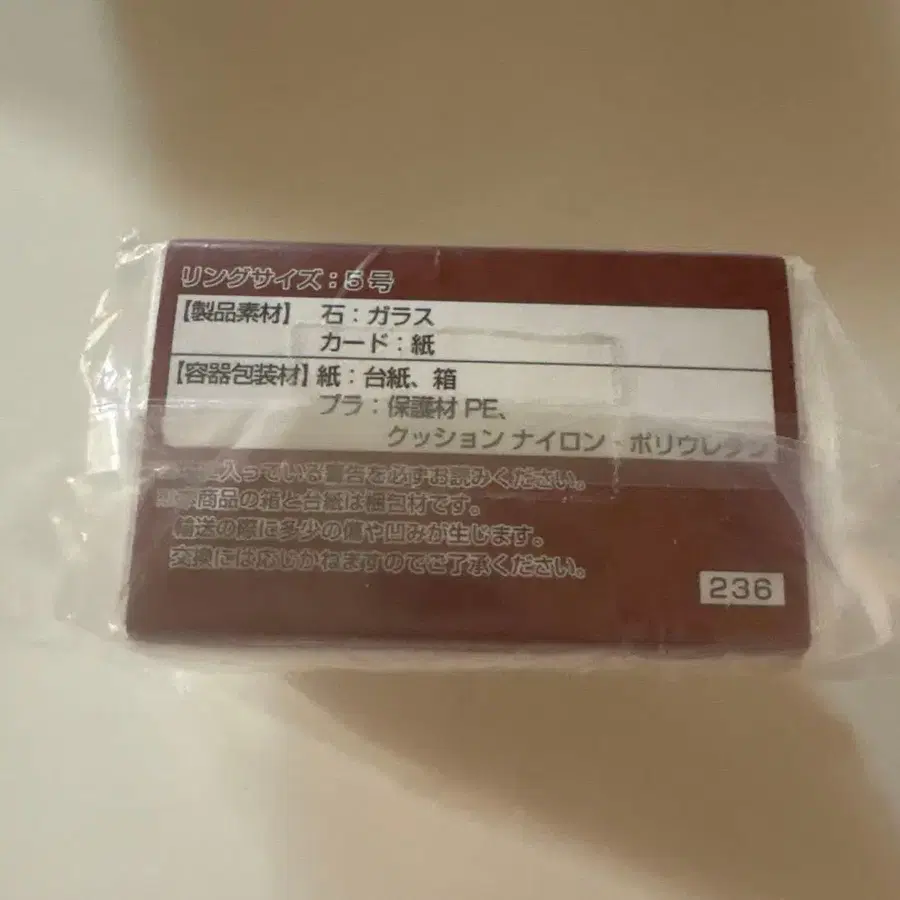 リングサイズ：5号
【製品素材】 石：ガラス
カード：紙
【容器包装材】紙：台紙、箱
プラ：保護材 PE、
クッション ナイロン・ポリウレタン
入っている警告を必ずお読みください。
商品の箱と台紙は梱包材です。
輸送の際に多少の傷や凹みが生じます。
交換には応じかねますのでご了承ください。
236